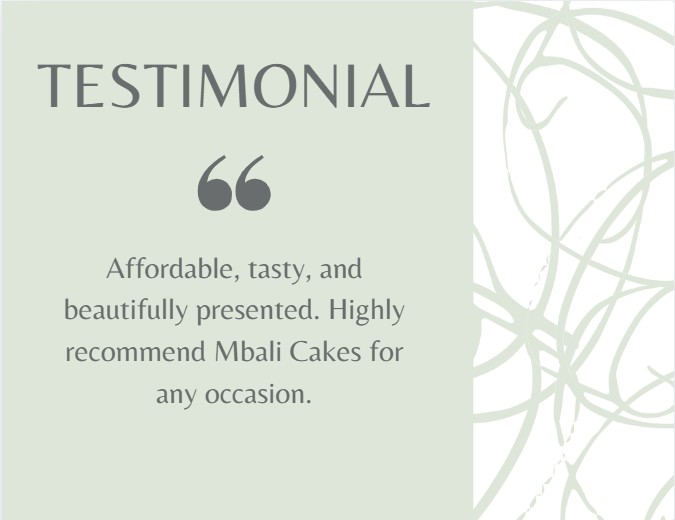 TESTIMONIAL
“
Affordable, tasty, and
beautifully presented. Highly
recommend Mbali Cakes for
any occasion.